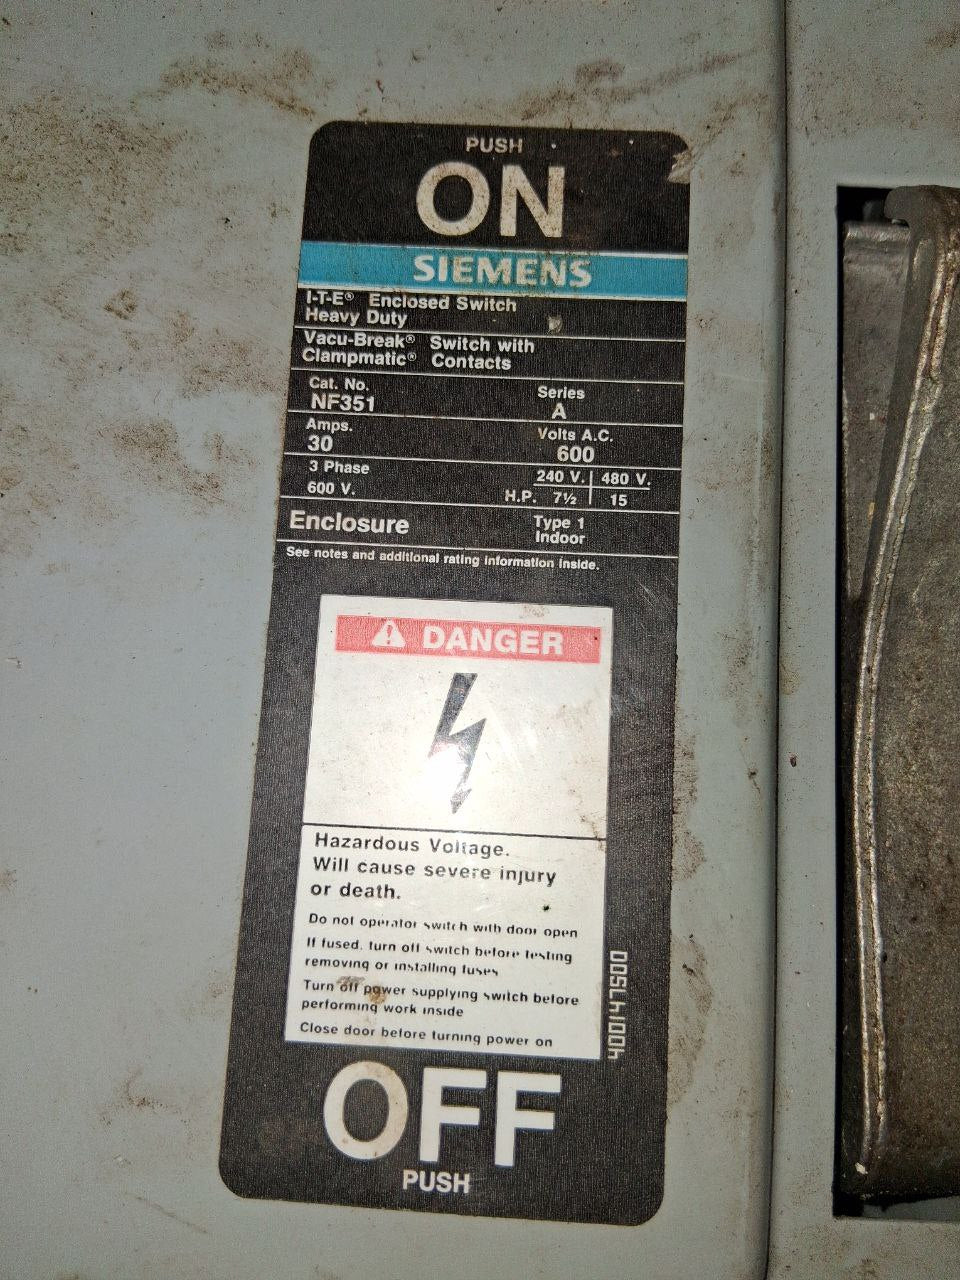 PUSH
ON
SIEMENS
I-T-E® Enclosed Switch
Heavy Duty
Vacu-Break® Switch with
Clampmatic® Contacts
Cat. No. Series
NF351 A
Amps. Volts A.C.
30 600
3 Phase 240 V. 480 V.
600 V. H.P. 7½ 15
Enclosure Type 1
Indoor
See notes and additional rating information inside.
⚠ DANGER
Hazardous Voltage.
Will cause severe injury
or death.
Do not operator switch with door open
If fused, turn off switch before testing
removing or installing fuses
Turn off power supplying switch before
performing work inside
Close door before turning power on
OFF
PUSH